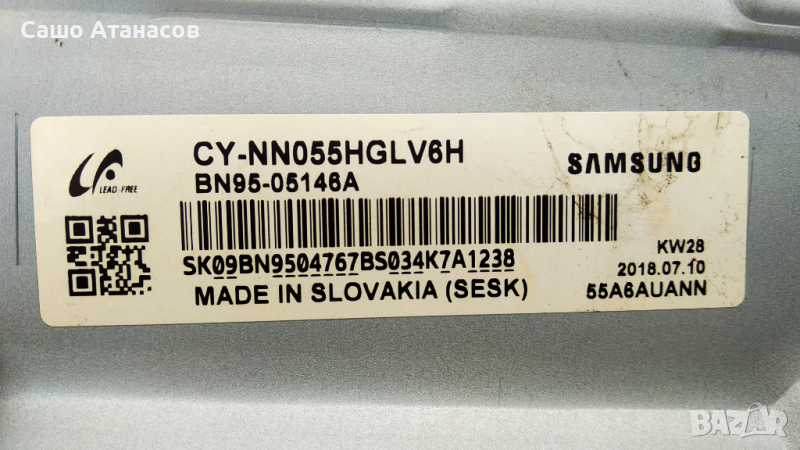 Сашо Атанасов
CY-NN055HGLV6H
SAMSUNG
LEAD-FREE
BN95-05146A
SK09BN9504767BS034K7A1238
KW28
2018.07.10
MADE IN SLOVAKIA (SESK)
55A6AUANN
BAZAR